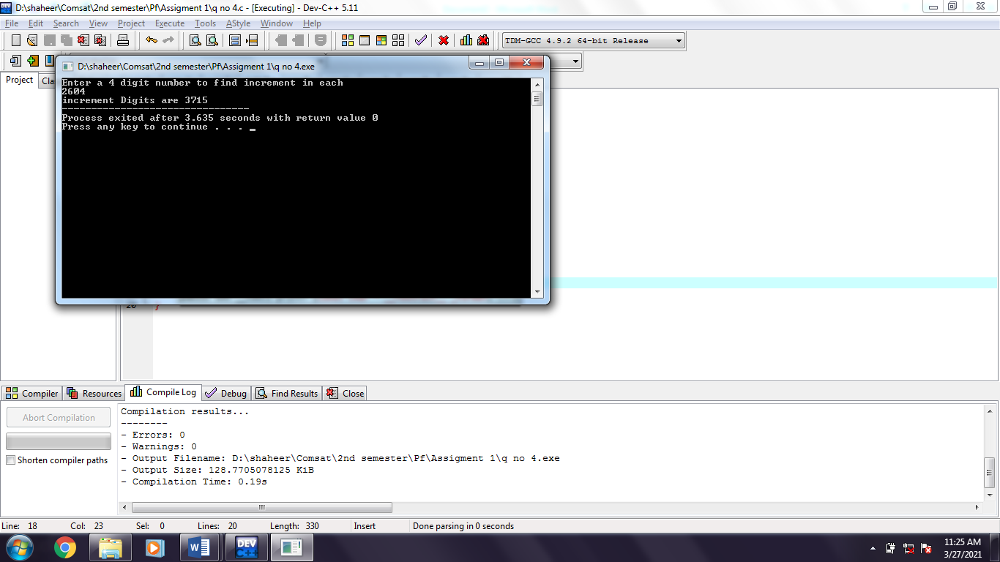 D:\shaheer\Comsat\2nd semester\Pf\Assigment 1\q no 4.c - [Executing] - Dev-C++ 5.11
File Edit Search View Project Execute Tools AStyle Window Help
TDM-GCC 4.9.2 64-bit Release
D:\shaheer\Comsat\2nd semester\Pf\Assigment 1\q no 4.exe
Project Cla
Enter a 4 digit number to find increment in each
2604
increment Digits are 3715
--------------------------------
Process exited after 3.635 seconds with return value 0
Press any key to continue . . . _
20 }
Compiler Resources Compile Log Debug Find Results Close
Abort Compilation
Shorten compiler paths
Compilation results...
--------
- Errors: 0
- Warnings: 0
- Output Filename: D:\shaheer\Comsat\2nd semester\Pf\Assigment 1\q no 4.exe
- Output Size: 128.7705078125 KiB
- Compilation Time: 0.19s
Line: 18 Col: 23 Sel: 0 Lines: 20 Length: 330 Insert Done parsing in 0 seconds
DEV C++
11:25 AM
3/27/2021